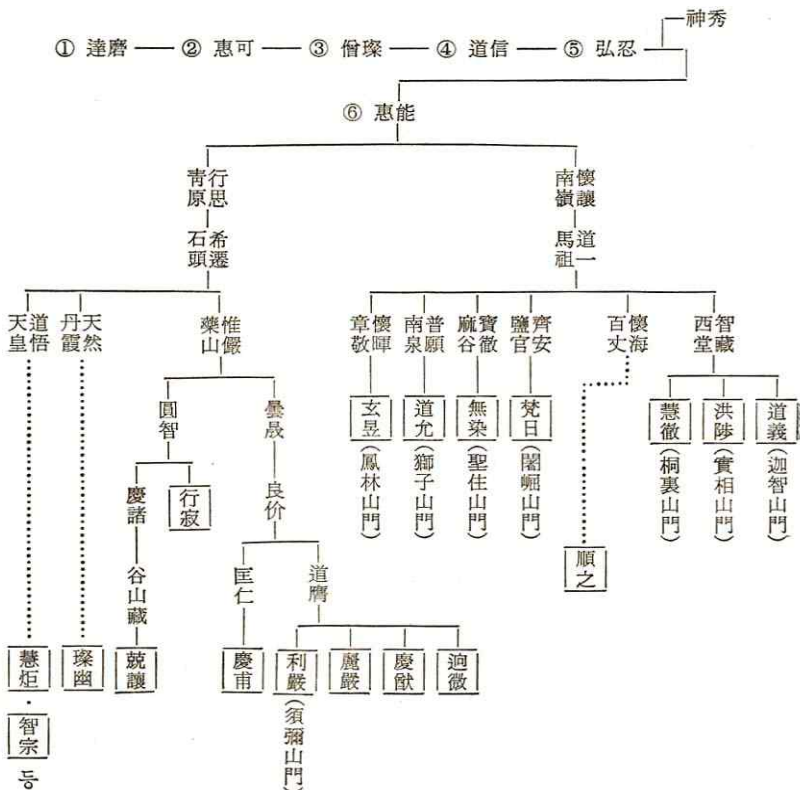 神秀
① 達磨 ② 惠可 ③ 僧璨 ④ 道信 ⑤ 弘忍
⑥ 惠能
行思
靑原
懷讓
南嶽
希遷
石頭
道一
馬祖
道悟
天皇
天然
丹霞
惟儼
藥山
懷暉
章敬
普願
南泉
寶徹
麻谷
齊安
鹽官
懷海
百丈
智藏
西堂
圓智
曇晟
良价
玄昱(鳳林山門)
道允(獅子山門)
無染(聖住山門)
梵日(闍崛山門)
慧徹(桐裏山門)
洪陟(實相山門)
道義(迦智山門)
慶諸
行寂
谷山藏
匡仁
道膺
順之
慧炬·智宗 등
璨幽
兢讓
慶甫
利嚴(須彌山門)
麗嚴
慶猷
逈微